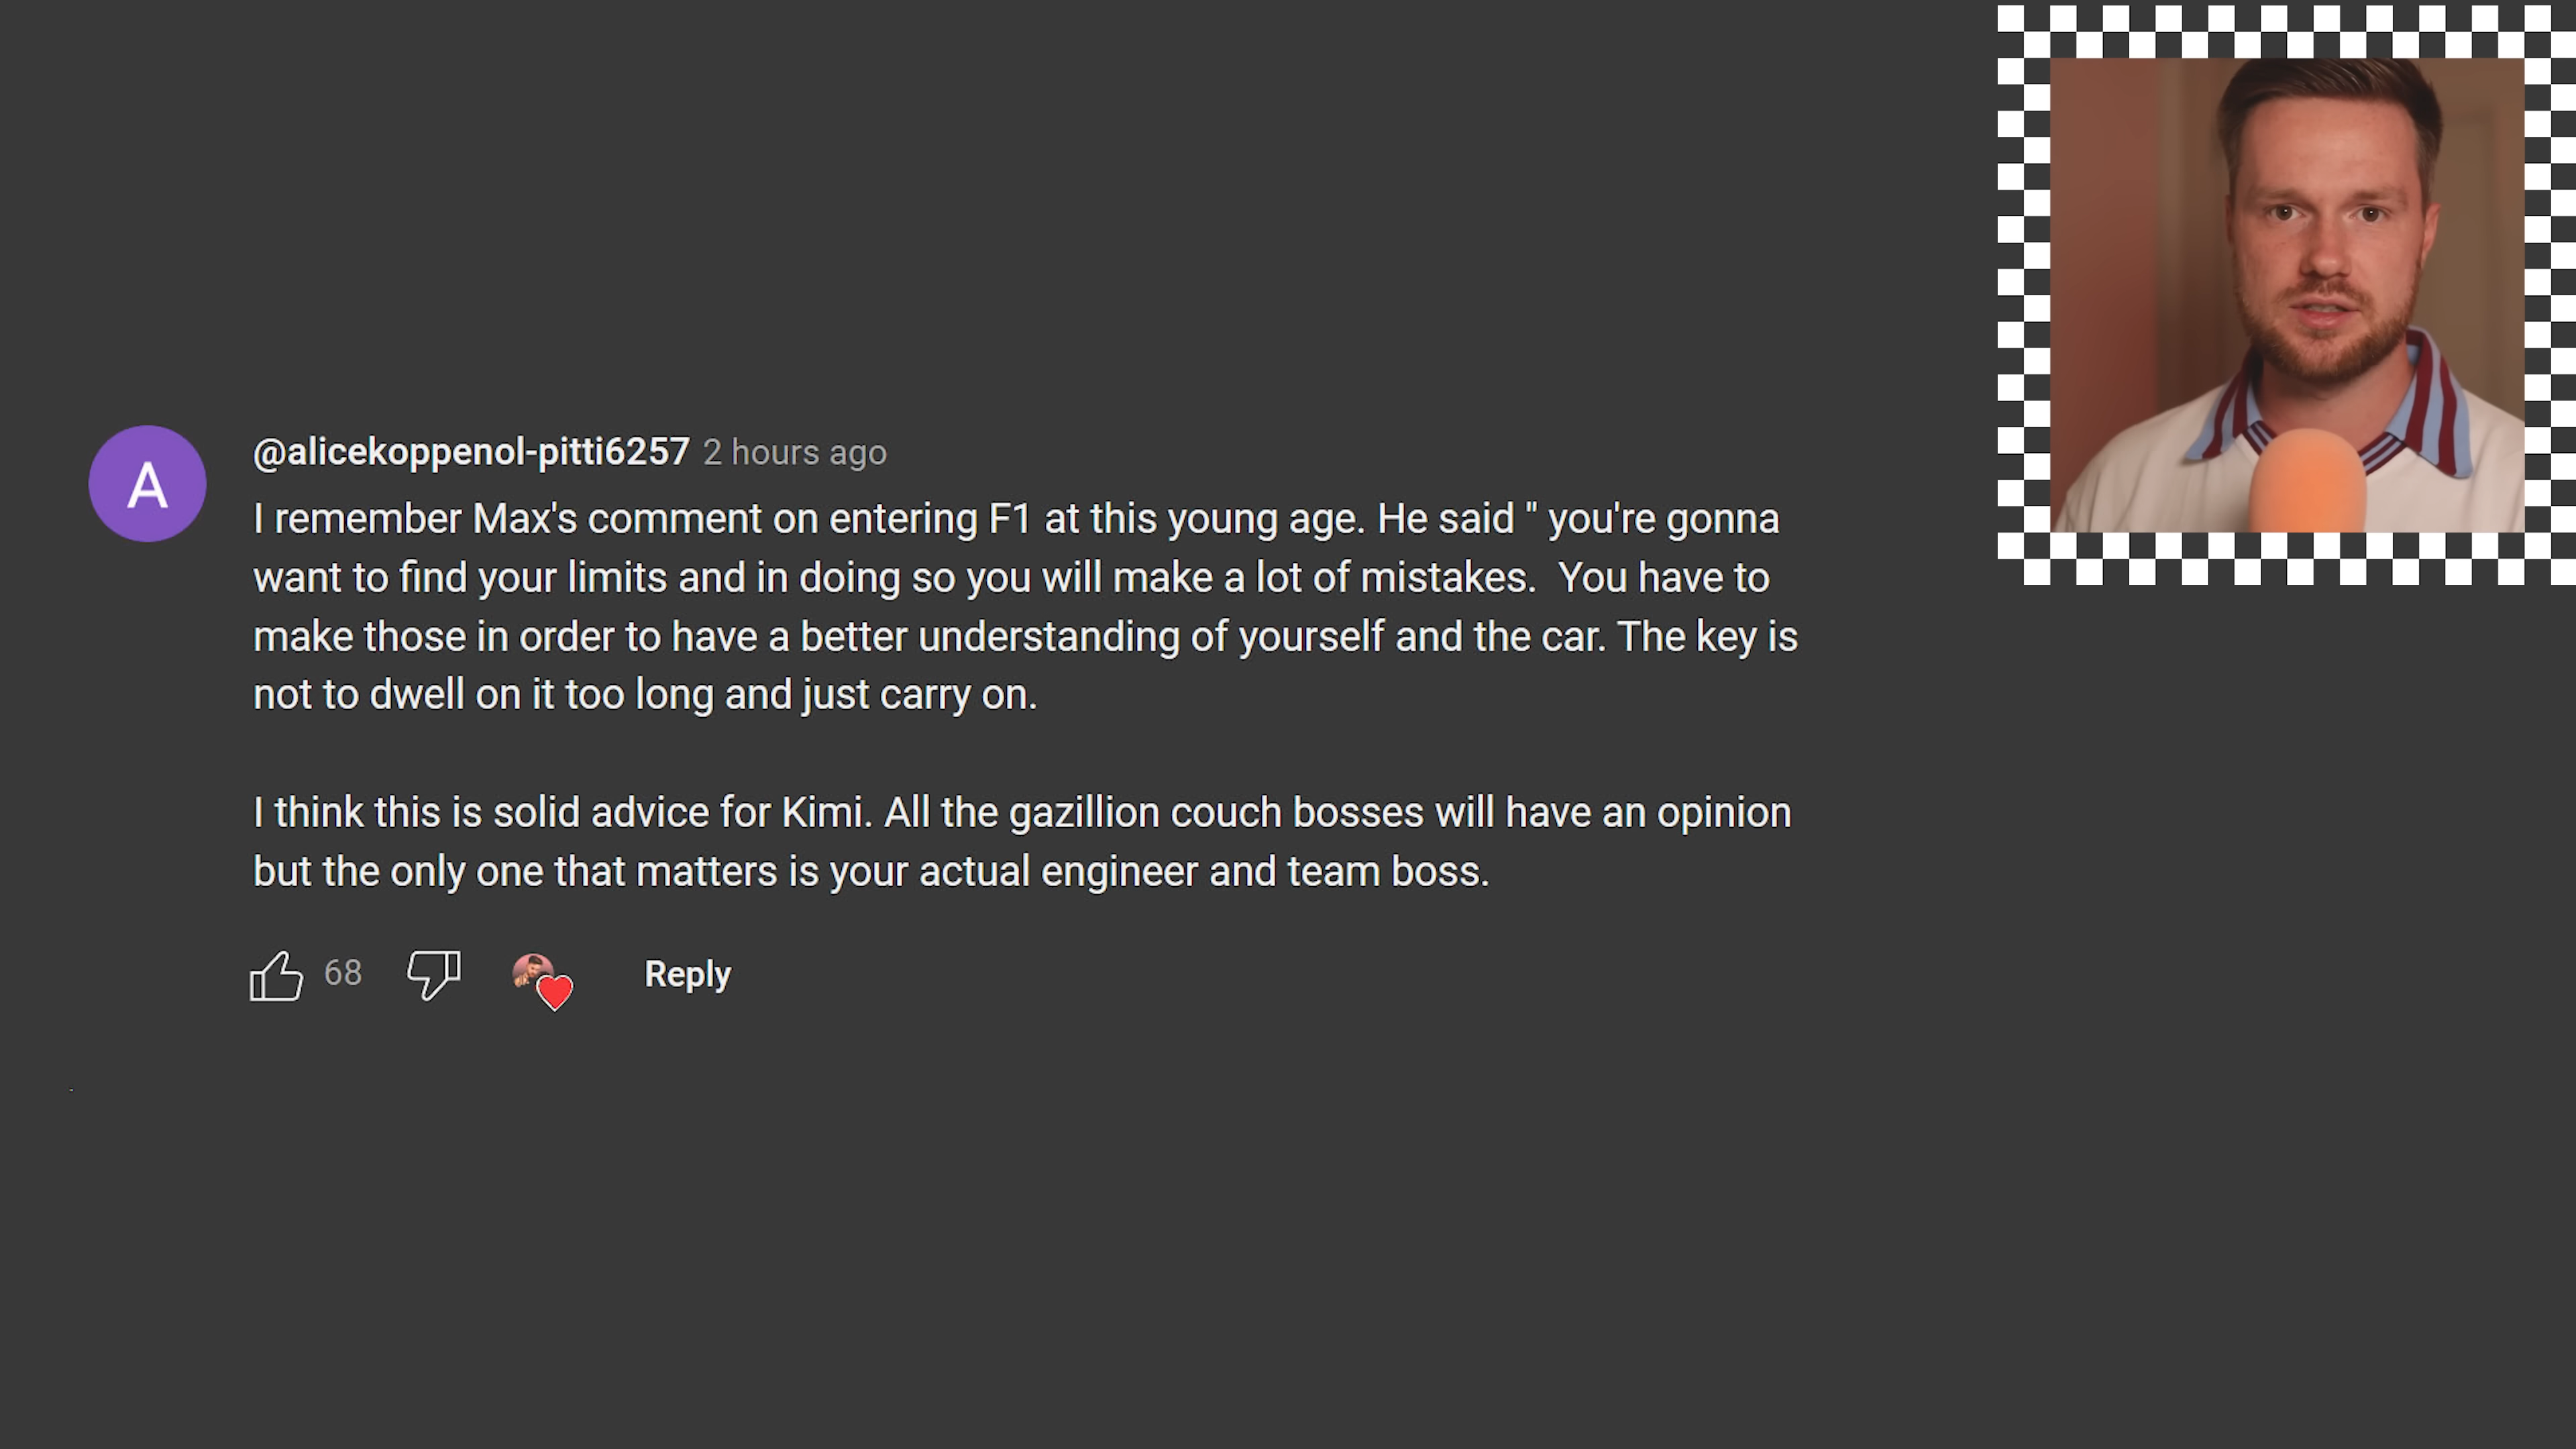 A
@alicekoppenol-pitti6257 2 hours ago
I remember Max's comment on entering F1 at this young age. He said " you're gonna
want to find your limits and in doing so you will make a lot of mistakes.  You have to
make those in order to have a better understanding of yourself and the car. The key is
not to dwell on it too long and just carry on.
I think this is solid advice for Kimi. All the gazillion couch bosses will have an opinion
but the only one that matters is your actual engineer and team boss.
68 Reply